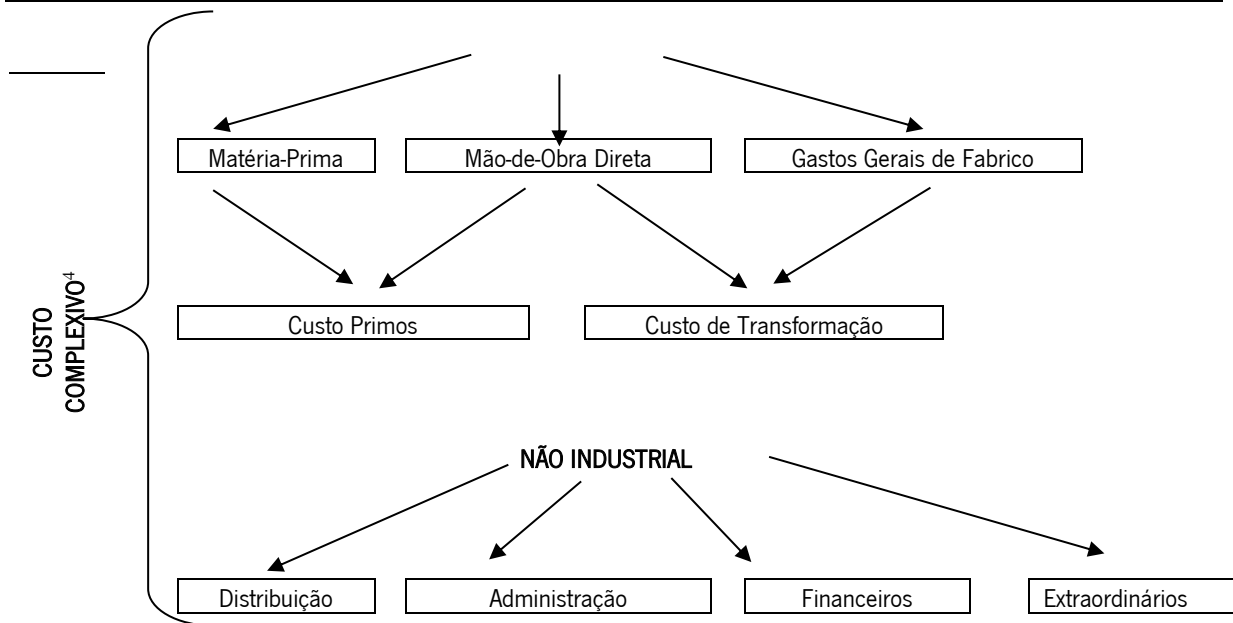 Matéria-Prima
Mão-de-Obra Direta
Gastos Gerais de Fabrico
CUSTO
COMPLEXIVO⁴
Custo Primos
Custo de Transformação
NÃO INDUSTRIAL
Distribuição
Administração
Financeiros
Extraordinários